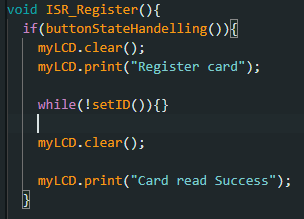 void ISR_Register(){
if(buttonStateHandelling()){
myLCD.clear();
myLCD.print("Register card");
while(!setID()){}
myLCD.clear();
myLCD.print("Card read Success");
}